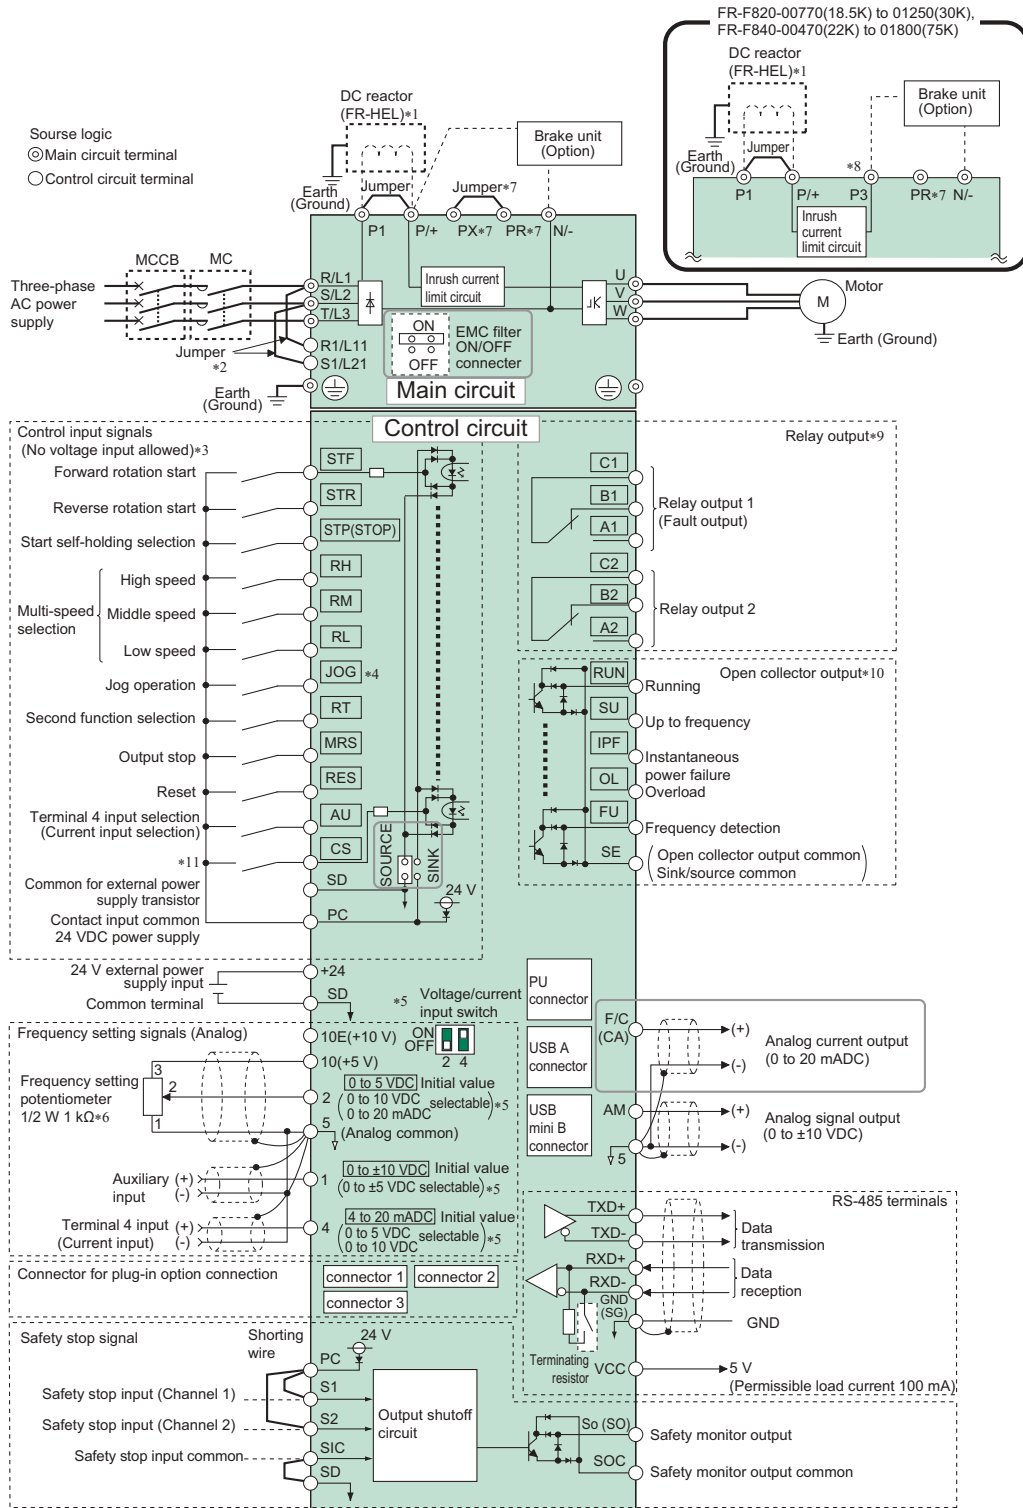 FR-F820-00770(18.5K) to 01250(30K),
FR-F840-00470(22K) to 01800(75K)
DC reactor
(FR-HEL)*1
Brake unit
(Option)
Earth
(Ground)
Jumper
*8
P1
P/+
P3
PR*7
N/-
Inrush
current
limit circuit
Sourse logic
Main circuit terminal
Control circuit terminal
DC reactor
(FR-HEL)*1
Brake unit
(Option)
Earth
(Ground)
Jumper
Jumper*7
P1
P/+
PX*7
PR*7
N/-
MCCB
MC
Three-phase
AC power
supply
R/L1
S/L2
T/L3
R1/L11
S1/L21
Jumper
*2
Earth
(Ground)
Inrush current
limit circuit
ON
OFF
EMC filter
ON/OFF
connecter
U
V
W
Motor
M
Earth (Ground)
Main circuit
Control circuit
Control input signals
(No voltage input allowed)*3
Forward rotation start
STF
Reverse rotation start
STR
Start self-holding selection
STP(STOP)
Multi-speed
selection
High speed
RH
Middle speed
RM
Low speed
RL
Jog operation
JOG
*4
Second function selection
RT
Output stop
MRS
Reset
RES
Terminal 4 input selection
(Current input selection)
AU
*11
CS
SOURCE
SINK
Common for external power
supply transistor
SD
Contact input common
24 VDC power supply
PC
24 V
Relay output*9
C1
B1
A1
Relay output 1
(Fault output)
C2
B2
A2
Relay output 2
Open collector output*10
RUN
Running
SU
Up to frequency
IPF
Instantaneous
power failure
OL
Overload
FU
Frequency detection
SE
Open collector output common
Sink/source common
24 V external power
supply input
+24
Common terminal
SD
*5
Voltage/current
input switch
ON
OFF
2 4
Frequency setting signals (Analog)
10E(+10 V)
10(+5 V)
Frequency setting
potentiometer
1/2 W 1 kΩ*6
3
2
1
2
0 to 5 VDC Initial value
0 to 10 VDC
0 to 20 mADC
selectable
*5
5
(Analog common)
Auxiliary
input
(+)
(-)
1
0 to ±10 VDC Initial value
(0 to ±5 VDC selectable)*5
Terminal 4 input
(Current input)
(+)
(-)
4
4 to 20 mADC Initial value
0 to 5 VDC
0 to 10 VDC
selectable
*5
PU
connector
USB A
connector
USB
mini B
connector
F/C
(CA)
(+)
(-)
Analog current output
(0 to 20 mADC)
AM
5
(+)
(-)
Analog signal output
(0 to ±10 VDC)
RS-485 terminals
TXD+
TXD-
Data
transmission
RXD+
RXD-
Data
reception
GND
(SG)
GND
Terminating
resistor
VCC
5 V
(Permissible load current 100 mA)
Connector for plug-in option connection
connector 1
connector 2
connector 3
Safety stop signal
Shorting
wire
24 V
PC
Safety stop input (Channel 1)
S1
Safety stop input (Channel 2)
S2
Safety stop input common
SIC
SD
Output shutoff
circuit
So (SO)
Safety monitor output
SOC
Safety monitor output common